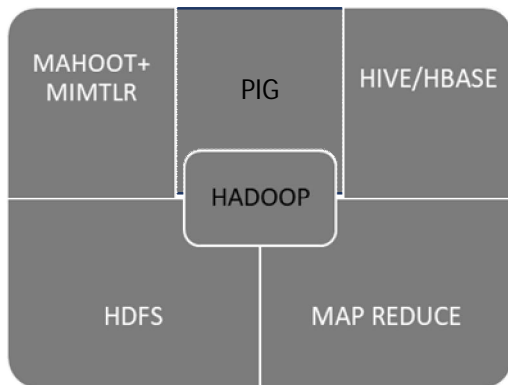 MAHOOT+
MIMTLR
PIG
HIVE/HBASE
HADOOP
HDFS
MAP REDUCE